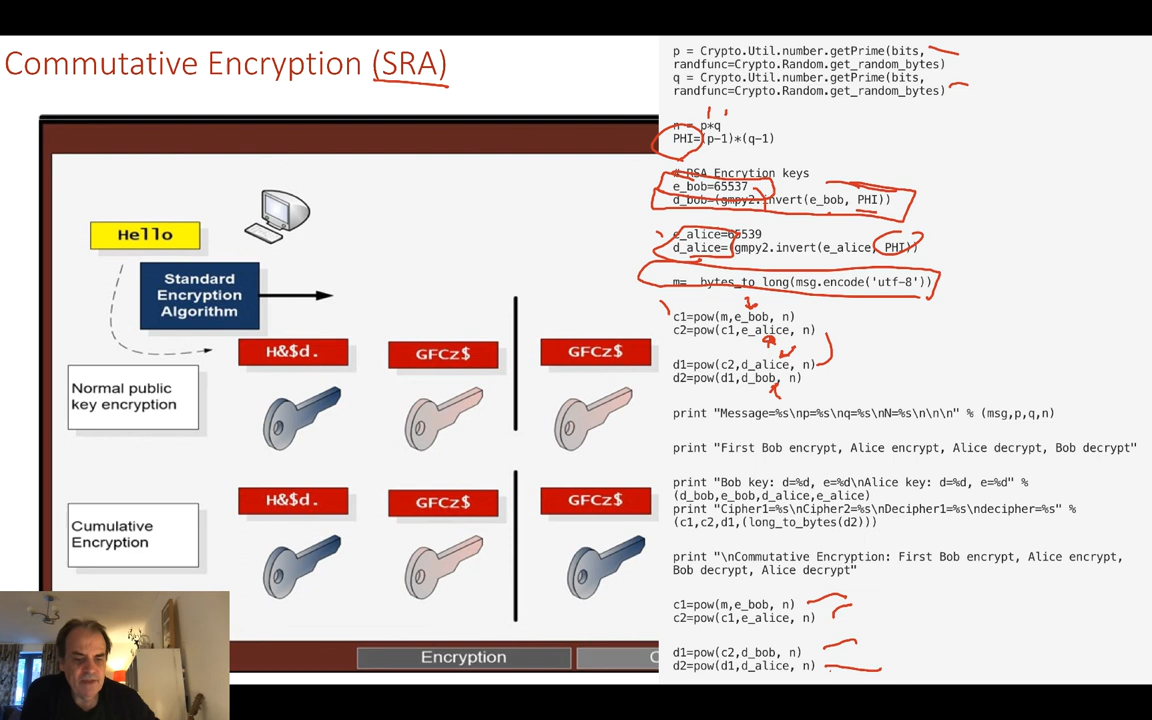 Commutative Encryption (SRA)
Hello
Standard
Encryption
Algorithm
H&$d.
GFCz$
GFCz$
Normal public
key encryption
H&$d.
GFCz$
GFCz$
Cumulative
Encryption
Encryption
p = Crypto.Util.number.getPrime(bits,
randfunc=Crypto.Random.get_random_bytes)
q = Crypto.Util.number.getPrime(bits,
randfunc=Crypto.Random.get_random_bytes)
n = p*q
PHI=(p-1)*(q-1)
# RSA Encrytion keys
e_bob=65537
d_bob=(gmpy2.invert(e_bob, PHI))
e_alice=65539
d_alice=(gmpy2.invert(e_alice, PHI))
m=  bytes_to_long(msg.encode('utf-8'))
c1=pow(m,e_bob, n)
c2=pow(c1,e_alice, n)
d1=pow(c2,d_alice, n)
d2=pow(d1,d_bob, n)
print "Message=%s\np=%s\nq=%s\nN=%s\n\n\n" % (msg,p,q,n)
print "First Bob encrypt, Alice encrypt, Alice decrypt, Bob decrypt"
print "Bob key: d=%d, e=%d\nAlice key: d=%d, e=%d" %
(d_bob,e_bob,d_alice,e_alice)
print "Cipher1=%s\nCipher2=%s\nDecipher1=%s\ndecipher=%s" %
(c1,c2,d1,(long_to_bytes(d2)))
print "\nCommutative Encryption: First Bob encrypt, Alice encrypt,
Bob decrypt, Alice decrypt"
c1=pow(m,e_bob, n)
c2=pow(c1,e_alice, n)
d1=pow(c2,d_bob, n)
d2=pow(d1,d_alice, n)